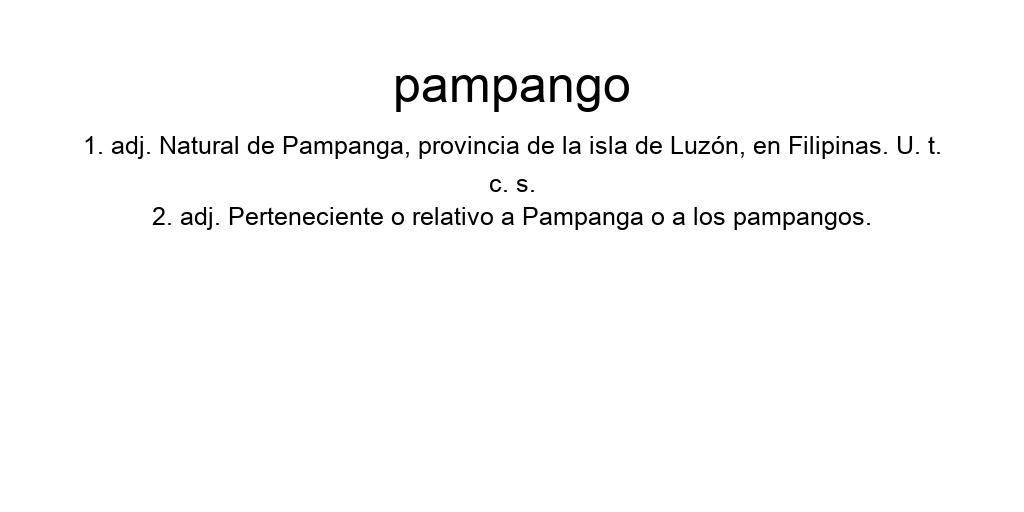 pampango
1. adj. Natural de Pampanga, provincia de la isla de Luzón, en Filipinas. U. t.
c. s.
2. adj. Perteneciente o relativo a Pampanga o a los pampangos.